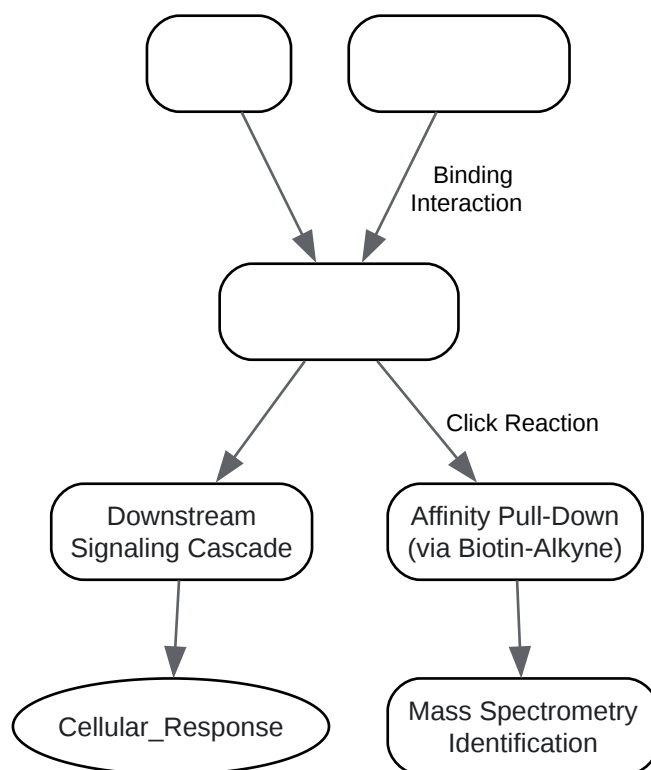 Binding
Interaction
Click Reaction
Downstream
Signaling Cascade
Affinity Pull-Down
(via Biotin-Alkyne)
Cellular_Response
Mass Spectrometry
Identification